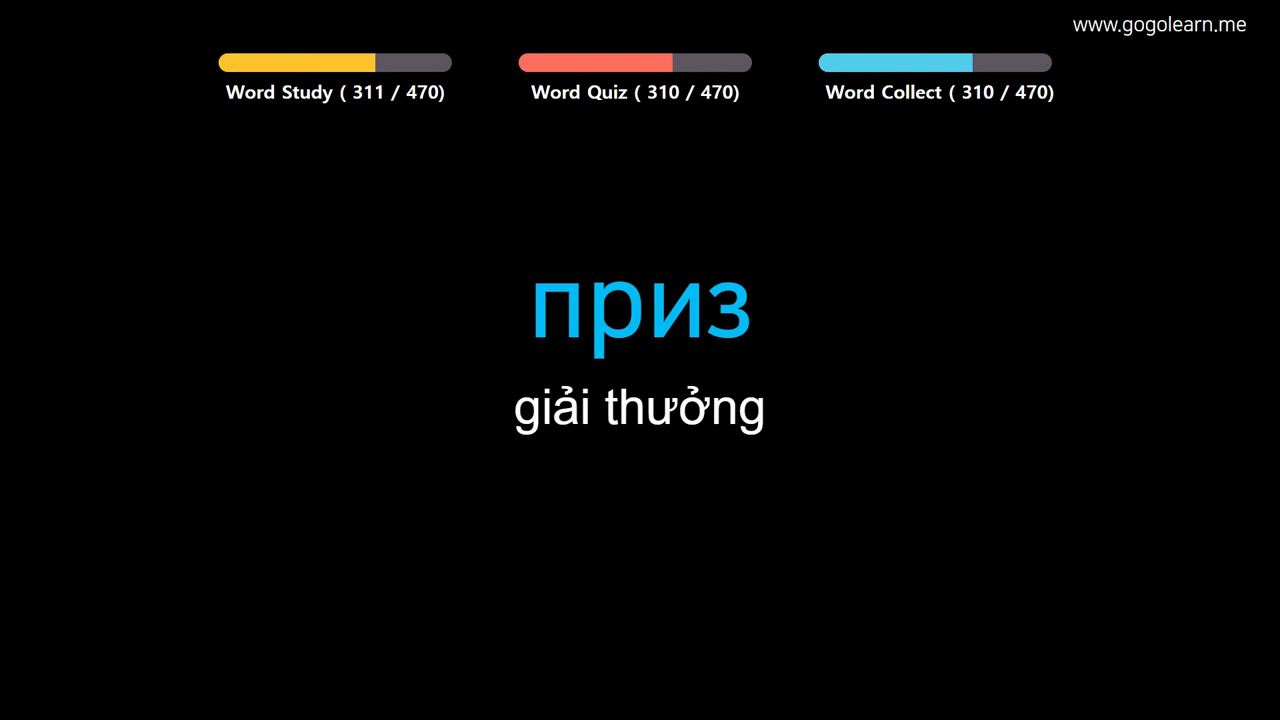 www.gogolearn.me
Word Study ( 311 / 470)
Word Quiz ( 310 / 470)
Word Collect ( 310 / 470)
приз
giải thưởng